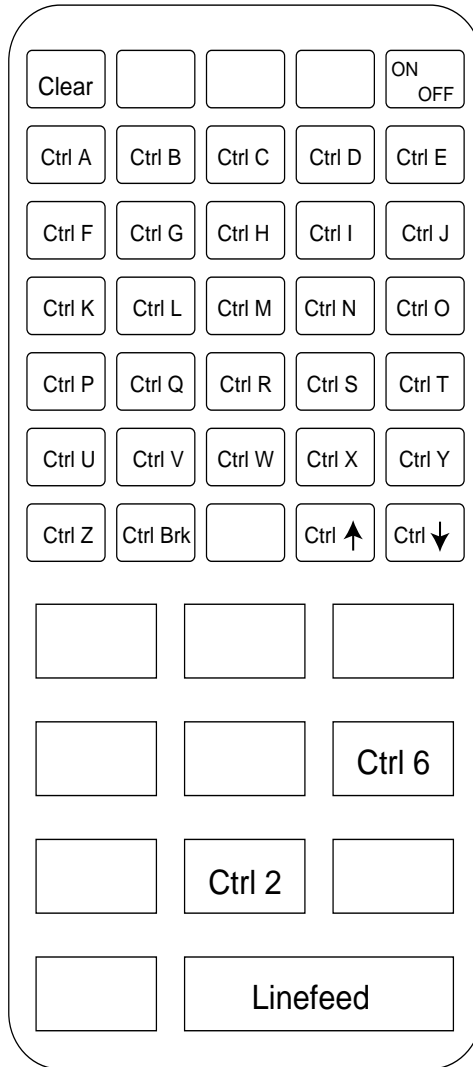 Clear ON
OFF
Ctrl A Ctrl B Ctrl C Ctrl D Ctrl E
Ctrl F Ctrl G Ctrl H Ctrl I Ctrl J
Ctrl K Ctrl L Ctrl M Ctrl N Ctrl O
Ctrl P Ctrl Q Ctrl R Ctrl S Ctrl T
Ctrl U Ctrl V Ctrl W Ctrl X Ctrl Y
Ctrl Z Ctrl Brk Ctrl ↑ Ctrl ↓
Ctrl 6
Ctrl 2
Linefeed